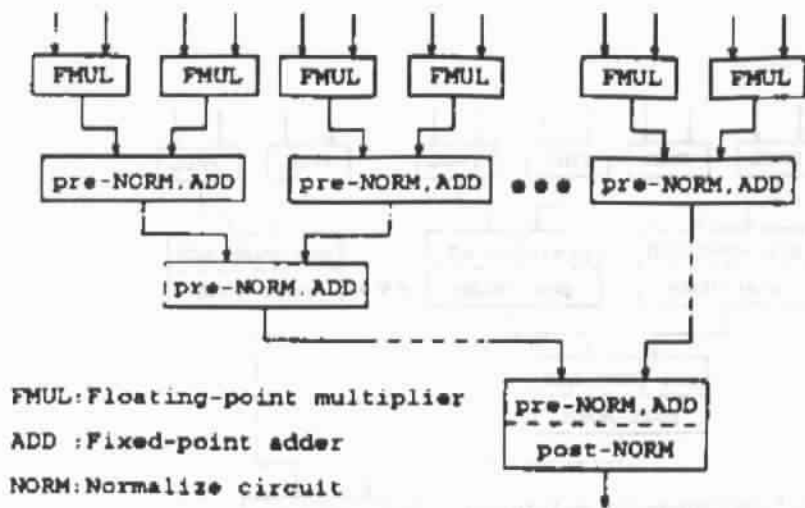 FMUL FMUL FMUL FMUL FMUL FMUL
pre-NORM,ADD pre-NORM,ADD ●●● pre-NORM,ADD
pre-NORM.ADD
pre-NORM,ADD
post-NORM
FMUL:Floating-point multiplier
ADD :Fixed-point adder
NORM:Normalize circuit